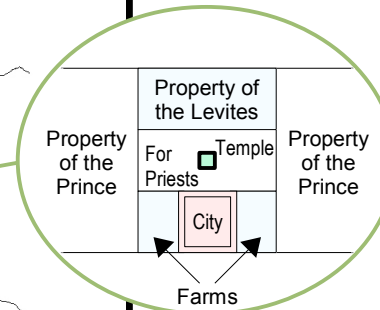 Property of
the Levites
Property
of the
Prince
For
Priests
Temple
Property
of the
Prince
City
Farms